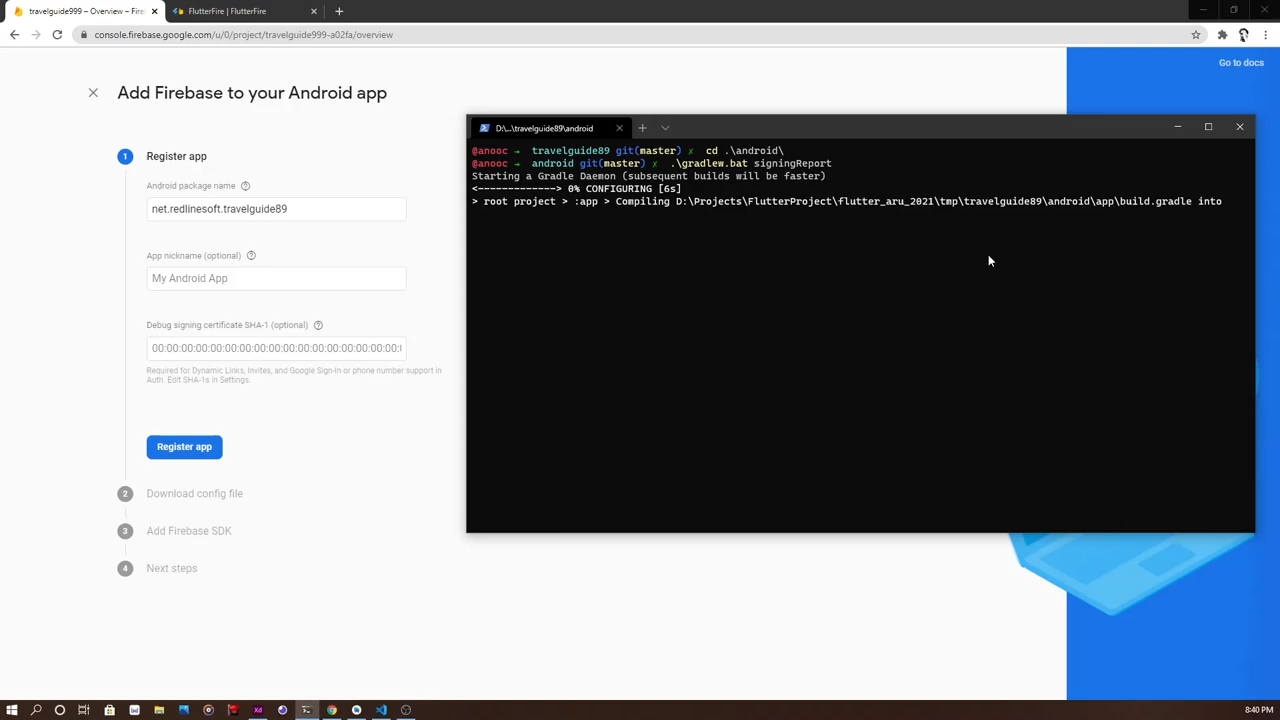 travelguide999 – Overview – Fire
FlutterFire | FlutterFire
console.firebase.google.com/u/0/project/travelguide999-a02fa/overview
Go to docs
Add Firebase to your Android app
1 Register app
Android package name
net.redlinesoft.travelguide89
App nickname (optional)
My Android App
Debug signing certificate SHA-1 (optional)
00:00:00:00:00:00:00:00:00:00:00:00:00:00:00:00:00:
Required for Dynamic Links, Invites, and Google Sign-In or phone number support in
Auth. Edit SHA-1s in Settings.
Register app
2 Download config file
3 Add Firebase SDK
4 Next steps
D:\...\travelguide89\android
@anooc → travelguide89 git(master) ✗ cd .\android\
@anooc → android git(master) ✗ .\gradlew.bat signingReport
Starting a Gradle Daemon (subsequent builds will be faster)
<-------------> 0% CONFIGURING [6s]
> root project > :app > Compiling D:\Projects\FlutterProject\flutter_aru_2021\tmp\travelguide89\android\app\build.gradle into
Xd
8:40 PM